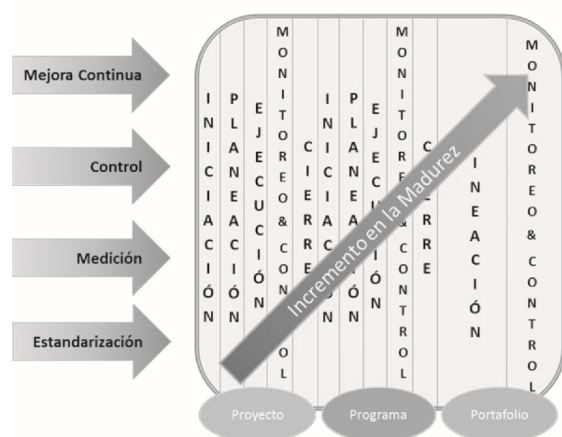 Mejora Continua
Control
Medición
Estandarización
INICIACIÓN
PLANEACIÓN
EJECUCIÓN
MONITOREO & CONTROL
CIERRE
INICIACIÓN
PLANEACIÓN
EJECUCIÓN
MONITOREO & CONTROL
CIERRE
INEACIÓN
MONITOREO & CONTROL
Incremento en la Madurez
Proyecto
Programa
Portafolio